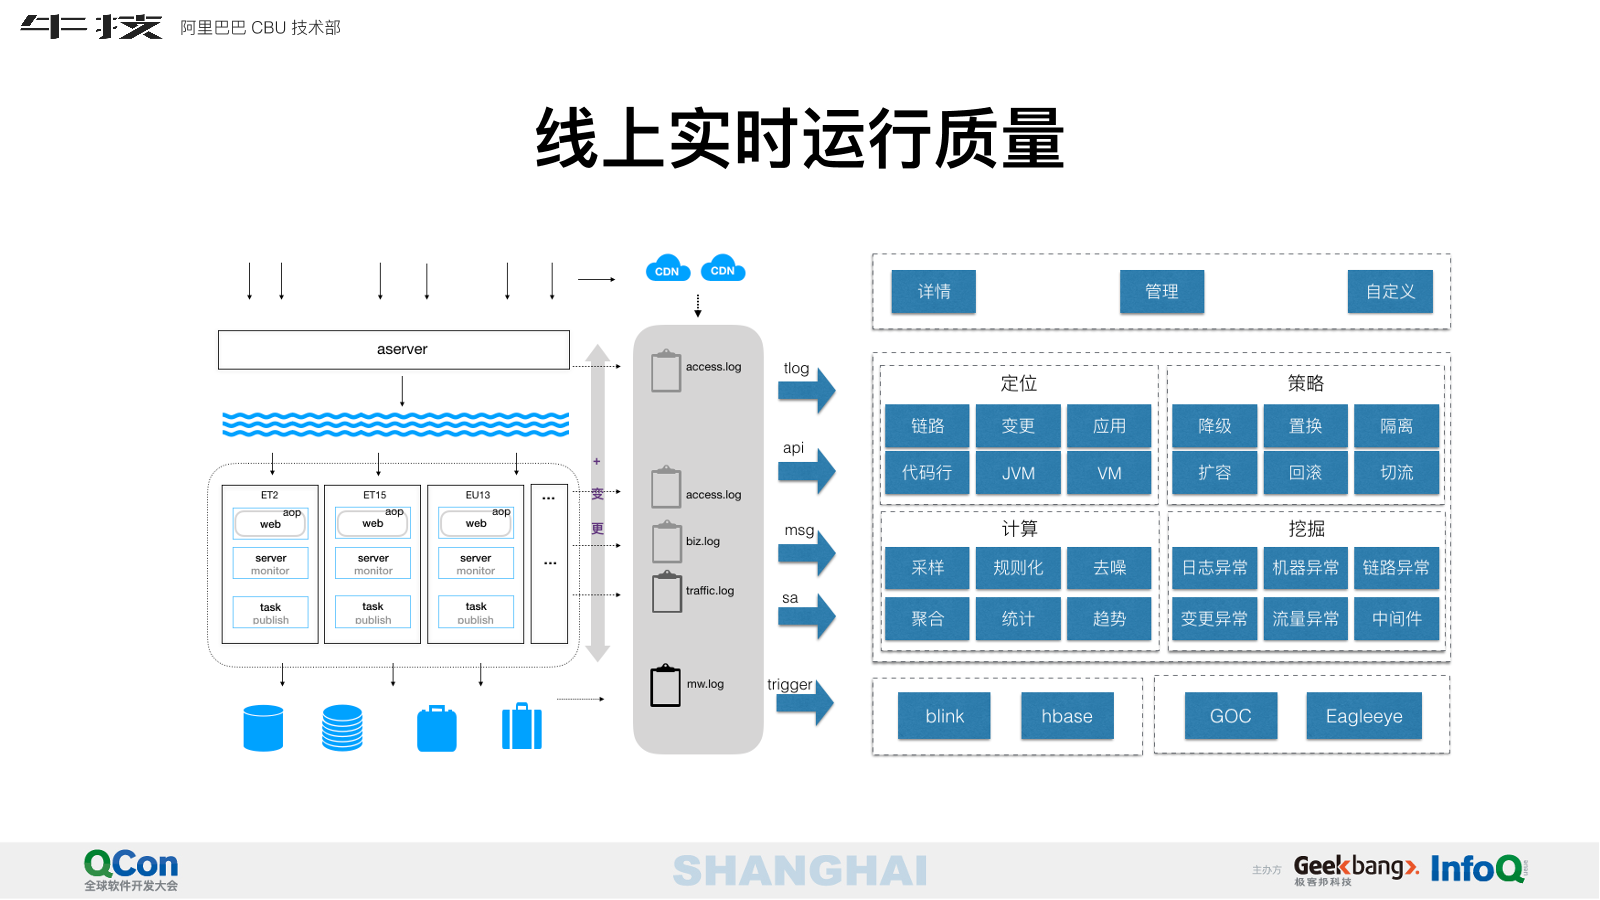 牛技 阿里巴巴 CBU 技术部
线上实时运行质量
CDN CDN
aserver
ET2
aop
web
server
monitor
task
publish
ET15
aop
web
server
monitor
task
publish
EU13
aop
web
server
monitor
task
publish
...
...
+
变
更
access.log
access.log
biz.log
traffic.log
mw.log
tlog
api
msg
sa
trigger
详情 管理 自定义
定位
链路 变更 应用
代码行 JVM VM
策略
降级 置换 隔离
扩容 回滚 切流
计算
采样 规则化 去噪
聚合 统计 趋势
挖掘
日志异常 机器异常 链路异常
变更异常 流量异常 中间件
blink hbase
GOC Eagleeye
QCon
全球软件开发大会
SHANGHAI
主办方
Geekbang>.
极客邦科技
InfoQ